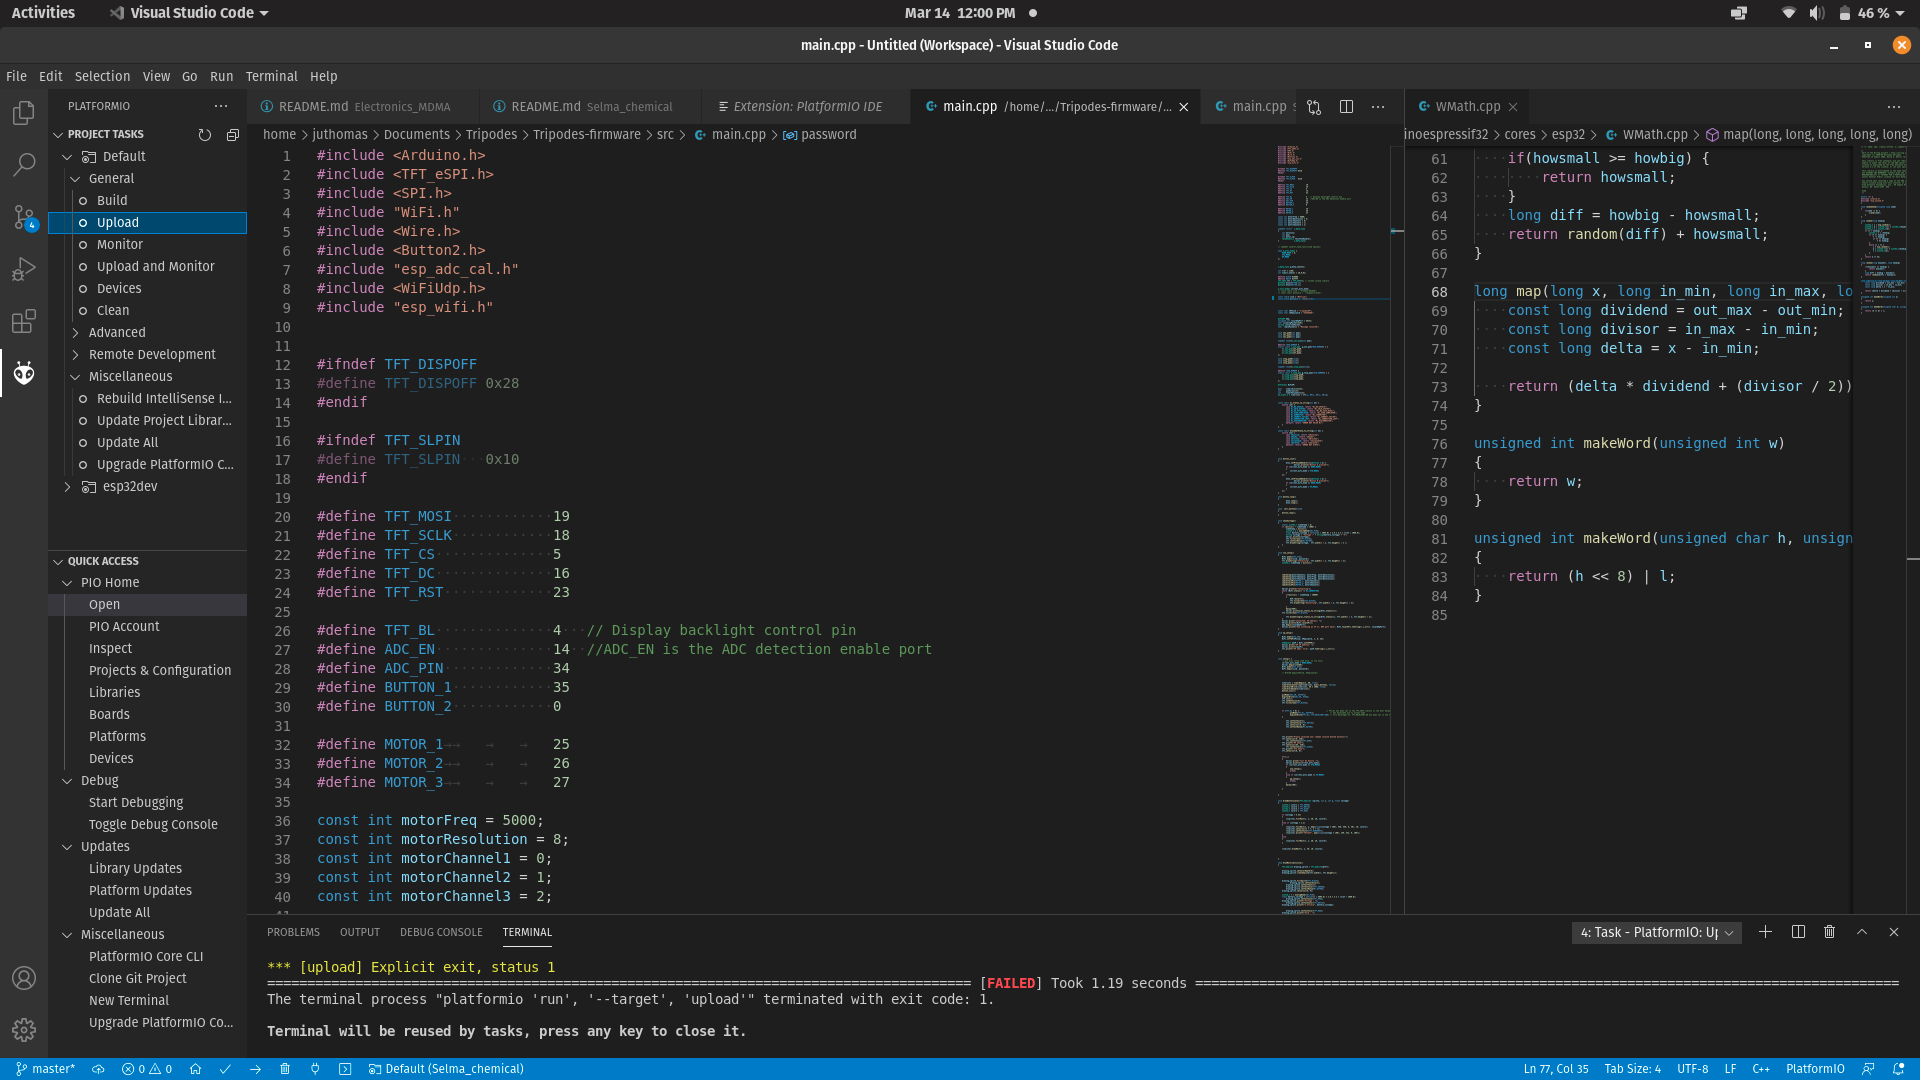 Activities
Visual Studio Code
Mar 14 12:00 PM
46 %
main.cpp - Untitled (Workspace) - Visual Studio Code
File Edit Selection View Go Run Terminal Help
PLATFORMIO
PROJECT TASKS
Default
General
Build
Upload
Monitor
Upload and Monitor
Devices
Clean
Advanced
Remote Development
Miscellaneous
Rebuild IntelliSense I...
Update Project Librar...
Update All
Upgrade PlatformIO C...
esp32dev
QUICK ACCESS
PIO Home
Open
PIO Account
Inspect
Projects & Configuration
Libraries
Boards
Platforms
Devices
Debug
Start Debugging
Toggle Debug Console
Updates
Library Updates
Platform Updates
Update All
Miscellaneous
PlatformIO Core CLI
Clone Git Project
New Terminal
Upgrade PlatformIO Co...
4
README.md Electronics_MDMA
README.md Selma_chemical
Extension: PlatformIO IDE
main.cpp /home/.../Tripodes-firmware/...
main.cpp
home > juthomas > Documents > Tripodes > Tripodes-firmware > src > main.cpp > password
1 #include <Arduino.h>
2 #include <TFT_eSPI.h>
3 #include <SPI.h>
4 #include "WiFi.h"
5 #include <Wire.h>
6 #include <Button2.h>
7 #include "esp_adc_cal.h"
8 #include <WiFiUdp.h>
9 #include "esp_wifi.h"
10
11
12 #ifndef TFT_DISPOFF
13 #define TFT_DISPOFF 0x28
14 #endif
15
16 #ifndef TFT_SLPIN
17 #define TFT_SLPIN 0x10
18 #endif
19
20 #define TFT_MOSI 19
21 #define TFT_SCLK 18
22 #define TFT_CS 5
23 #define TFT_DC 16
24 #define TFT_RST 23
25
26 #define TFT_BL 4 // Display backlight control pin
27 #define ADC_EN 14 //ADC_EN is the ADC detection enable port
28 #define ADC_PIN 34
29 #define BUTTON_1 35
30 #define BUTTON_2 0
31
32 #define MOTOR_1 25
33 #define MOTOR_2 26
34 #define MOTOR_3 27
35
36 const int motorFreq = 5000;
37 const int motorResolution = 8;
38 const int motorChannel1 = 0;
39 const int motorChannel2 = 1;
40 const int motorChannel3 = 2;
WMath.cpp
inoespressif32 > cores > esp32 > WMath.cpp > map(long, long, long, long, long)
61 if(howsmall >= howbig) {
62 return howsmall;
63 }
64 long diff = howbig - howsmall;
65 return random(diff) + howsmall;
66 }
67
68 long map(long x, long in_min, long in_max, lo
69 const long dividend = out_max - out_min;
70 const long divisor = in_max - in_min;
71 const long delta = x - in_min;
72
73 return (delta * dividend + (divisor / 2))
74 }
75
76 unsigned int makeWord(unsigned int w)
77 {
78 return w;
79 }
80
81 unsigned int makeWord(unsigned char h, unsign
82 {
83 return (h << 8) | l;
84 }
85
PROBLEMS OUTPUT DEBUG CONSOLE TERMINAL
4: Task - PlatformIO: Up
*** [upload] Explicit exit, status 1
[FAILED] Took 1.19 seconds
The terminal process "platformio 'run', '--target', 'upload'" terminated with exit code: 1.
Terminal will be reused by tasks, press any key to close it.
master* 0 0 Default (Selma_chemical)
Ln 77, Col 35 Tab Size: 4 UTF-8 LF C++ PlatformIO